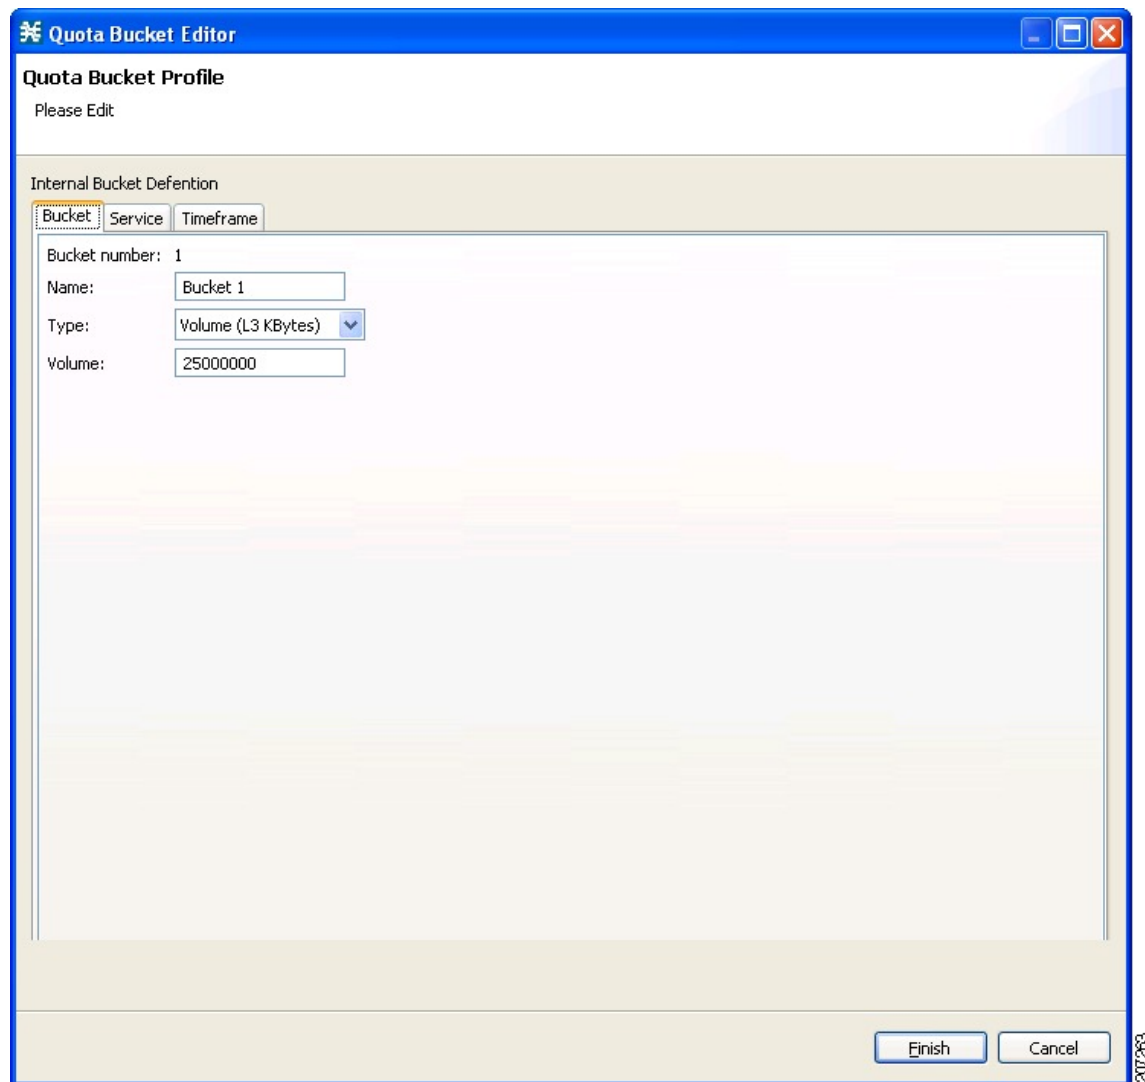 Quota Bucket Editor
Quota Bucket Profile
Please Edit
Internal Bucket Defention
Bucket Service Timeframe
Bucket number: 1
Name: Bucket 1
Type: Volume (L3 KBytes)
Volume: 25000000
Finish Cancel
207263